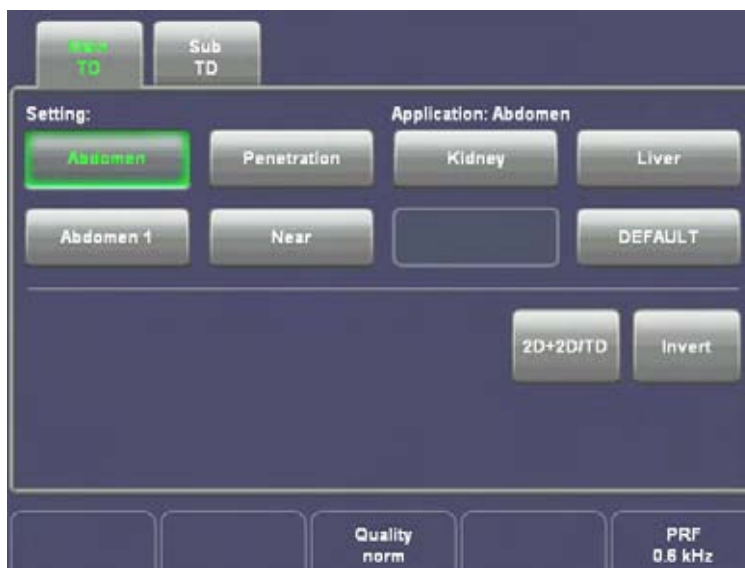 Main
TD
Sub
TD
Setting:
Application: Abdomen
Abdomen
Penetration
Kidney
Liver
Abdomen 1
Near
DEFAULT
2D+2D/TD
Invert
Quality
norm
PRF
0.6 kHz